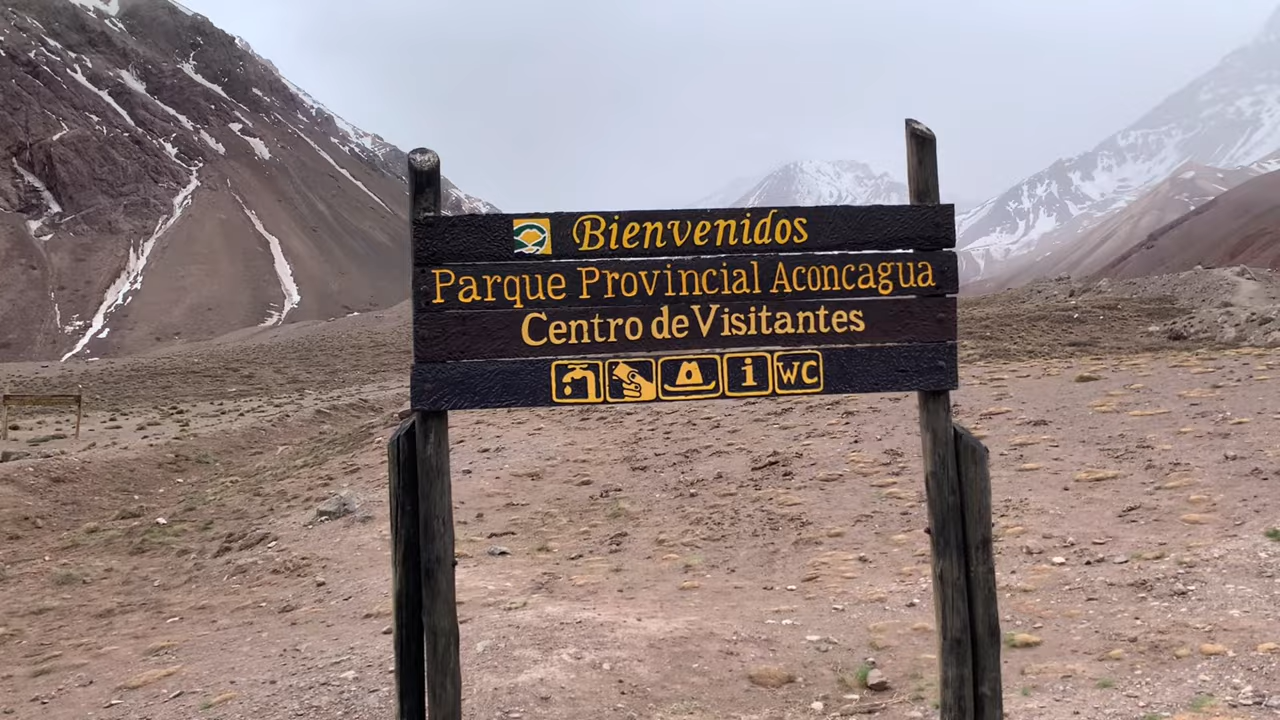 Bienvenidos
Parque Provincial Aconcagua
Centro de Visitantes
i WC